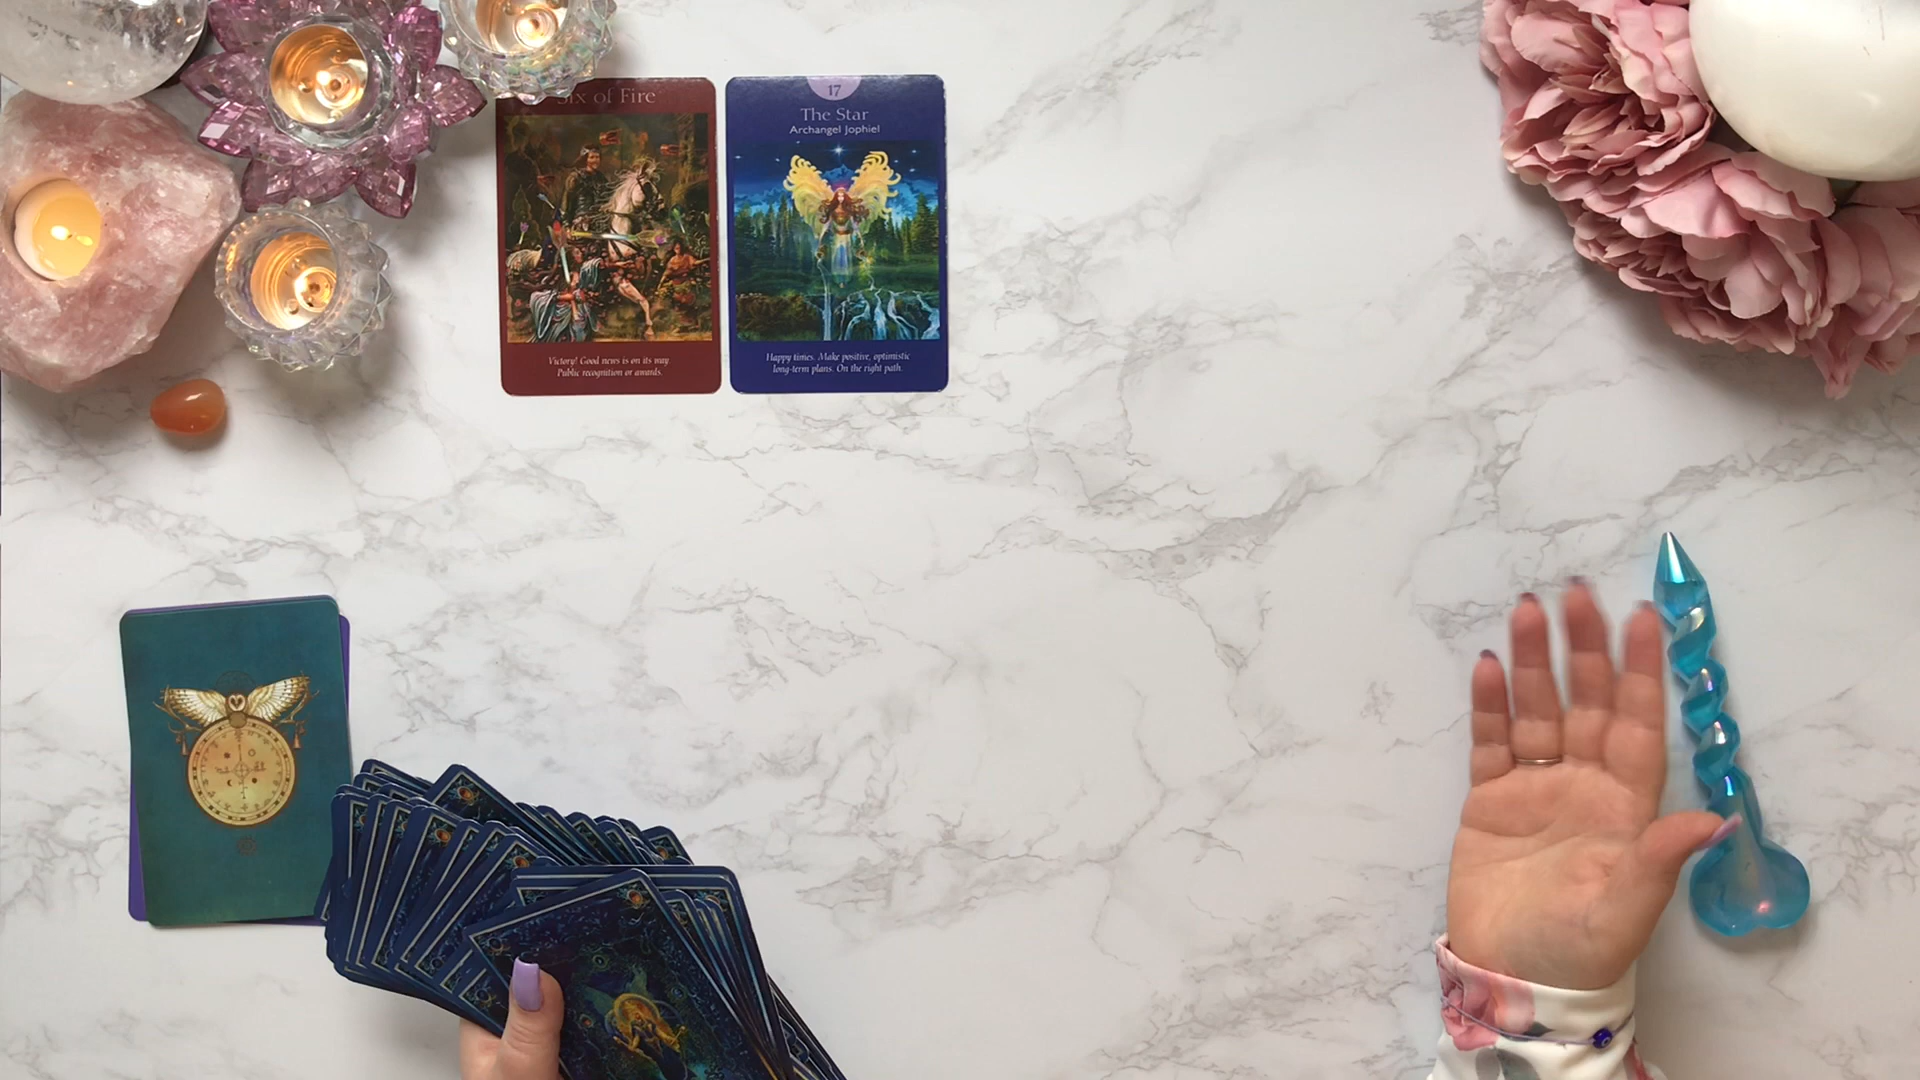 Six of Fire
Victory! Good news is on its way.
Public recognition or awards.
17
The Star
Archangel Jophiel
Happy times. Make positive, optimistic
long-term plans. On the right path.